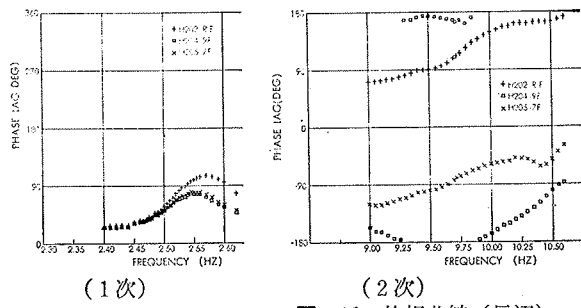 360
270
180
90
0
PHASE LAG(DEG)
H202-RF
H204-9F
H205-7F
2.35 2.40 2.45 2.50 2.55 2.60
FREQUENCY (HZ)
(1次)
180
90
0
-90
-180
PHASE LAG(DEG)
H202-RF
H204-9F
H205-7F
9.00 9.25 9.50 9.75 10.00 10.25 10.50
FREQUENCY (HZ)
(2次)